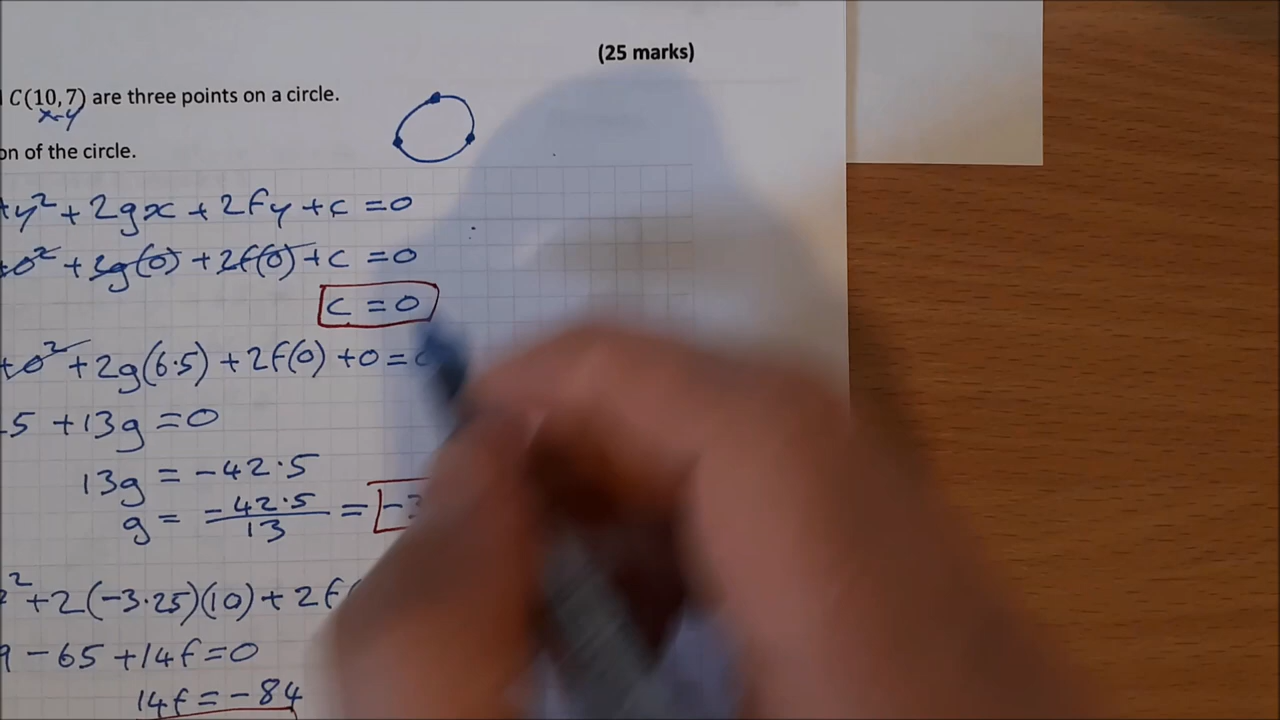 (25 marks)
C(10,7) are three points on a circle.
x y
of the circle.
+y² + 2gx + 2fy + c = 0
+0² + 2g(0) + 2f(0) + c = 0
c = 0
+0² + 2g(6·5) + 2f(0) + 0 =
5 + 13g = 0
13g = -42·5
g = -42·5/13 =
² + 2(-3·25)(10) + 2f
- 65 + 14f = 0
14f = -84